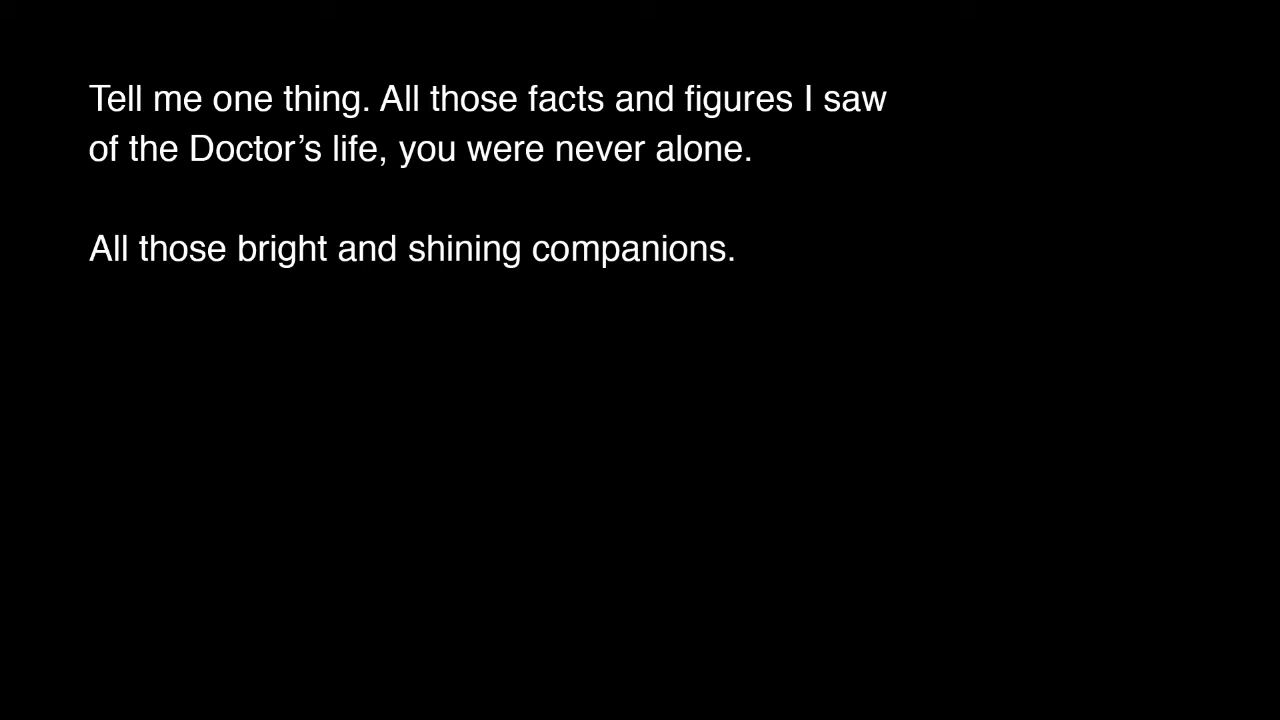 Tell me one thing. All those facts and figures I saw
of the Doctor’s life, you were never alone.
All those bright and shining companions.